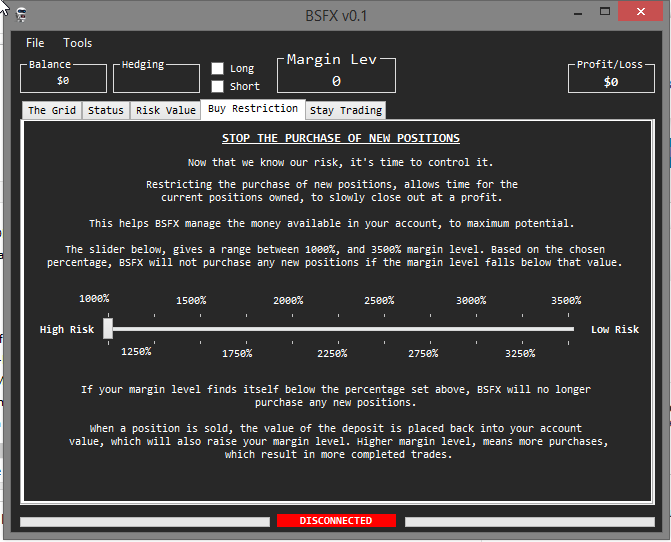 BSFX v0.1
File Tools
Balance
$0
Hedging
Long
Short
Margin Lev
0
Profit/Loss
$0
The Grid Status Risk Value Buy Restriction Stay Trading
STOP THE PURCHASE OF NEW POSITIONS
Now that we know our risk, it's time to control it.
Restricting the purchase of new positions, allows time for the
current positions owned, to slowly close out at a profit.
This helps BSFX manage the money available in your account, to maximum potential.
The slider below, gives a range between 1000%, and 3500% margin level. Based on the chosen
percentage, BSFX will not purchase any new positions if the margin level falls below that value.
1000% 1500% 2000% 2500% 3000% 3500%
High Risk Low Risk
1250% 1750% 2250% 2750% 3250%
If your margin level finds itself below the percentage set above, BSFX will no longer
purchase any new positions.
When a position is sold, the value of the deposit is placed back into your account
value, which will also raise your margin level. Higher margin level, means more purchases,
which result in more completed trades.
DISCONNECTED